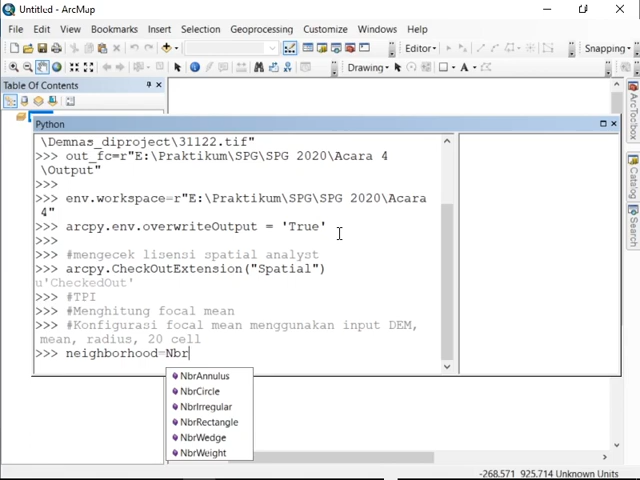 Untitled - ArcMap
File Edit View Bookmarks Insert Selection Geoprocessing Customize Windows Help
Editor Snapping
Drawing A
Table Of Contents
ArcToolbox
Catalog
Search
Python
\Demnas_diproject\31122.tif"
>>> out_fc=r"E:\Praktikum\SPG\SPG 2020\Acara 4
\Output"
>>>
>>> env.workspace=r"E:\Praktikum\SPG\SPG 2020\Acara
4"
>>> arcpy.env.overwriteOutput = 'True'
>>>
>>> #mengecek lisensi spatial analyst
>>> arcpy.CheckOutExtension("Spatial")
u'CheckedOut'
>>> #TPI
>>> #Menghitung focal mean
>>> #Konfigurasi focal mean menggunakan input DEM,
mean, radius, 20 cell
>>> neighborhood=Nbr
NbrAnnulus
NbrCircle
NbrIrregular
NbrRectangle
NbrWedge
NbrWeight
-268.571 925.714 Unknown Units